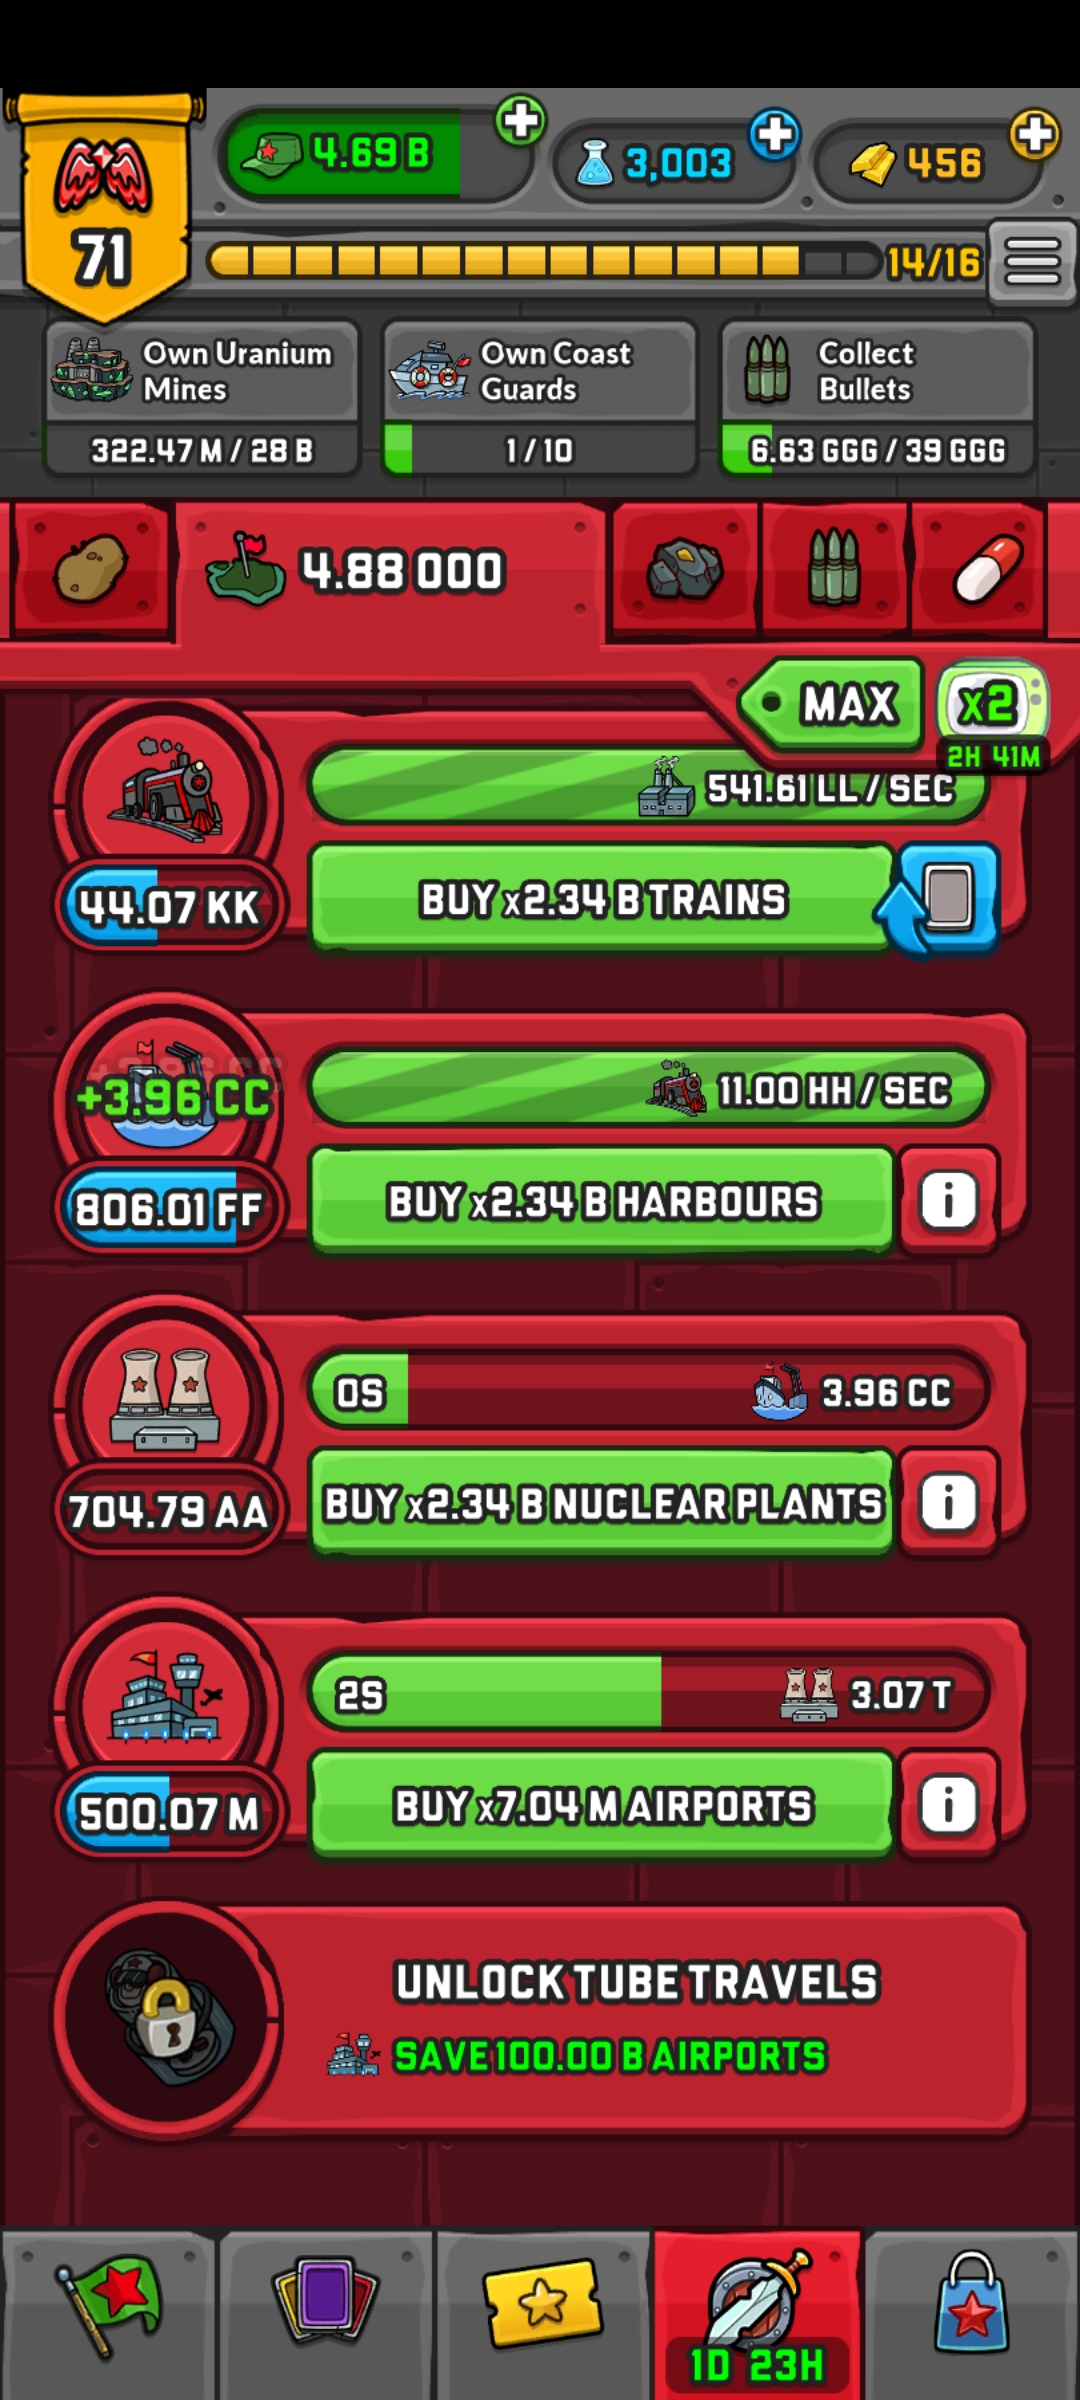 4.69 B
3,003
456
71
14/16
Own Uranium
Mines
322.47 M / 28 B
Own Coast
Guards
1 / 10
Collect
Bullets
6.63 GGG / 39 GGG
4.88 OOO
MAX
x2
2H 41M
541.61 LL / SEC
44.07 KK
BUY x2.34 B TRAINS
+3.96 CC
11.00 HH / SEC
806.01 FF
BUY x2.34 B HARBOURS
i
0S
3.96 CC
704.79 AA
BUY x2.34 B NUCLEAR PLANTS
i
2S
3.07 T
500.07 M
BUY x7.04 M AIRPORTS
i
UNLOCK TUBE TRAVELS
SAVE 100.00 B AIRPORTS
1D 23H